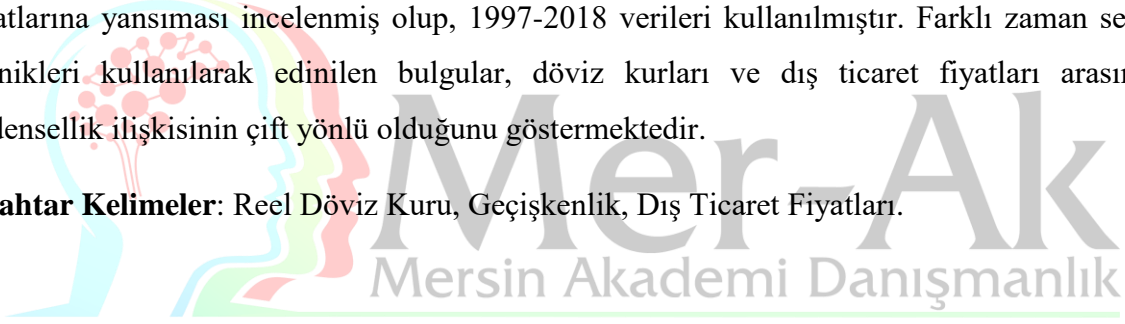 atlarına yansıması incelenmiş olup, 1997-2018 verileri kullanılmıştır. Farklı zaman se
nikleri kullanılarak edinilen bulgular, döviz kurları ve dış ticaret fiyatları arasın
densellik ilişkisinin çift yönlü olduğunu göstermektedir.
ahtar Kelimeler: Reel Döviz Kuru, Geçişkenlik, Dış Ticaret Fiyatları.
Mer-Ak
Mersin Akademi Danışmanlık